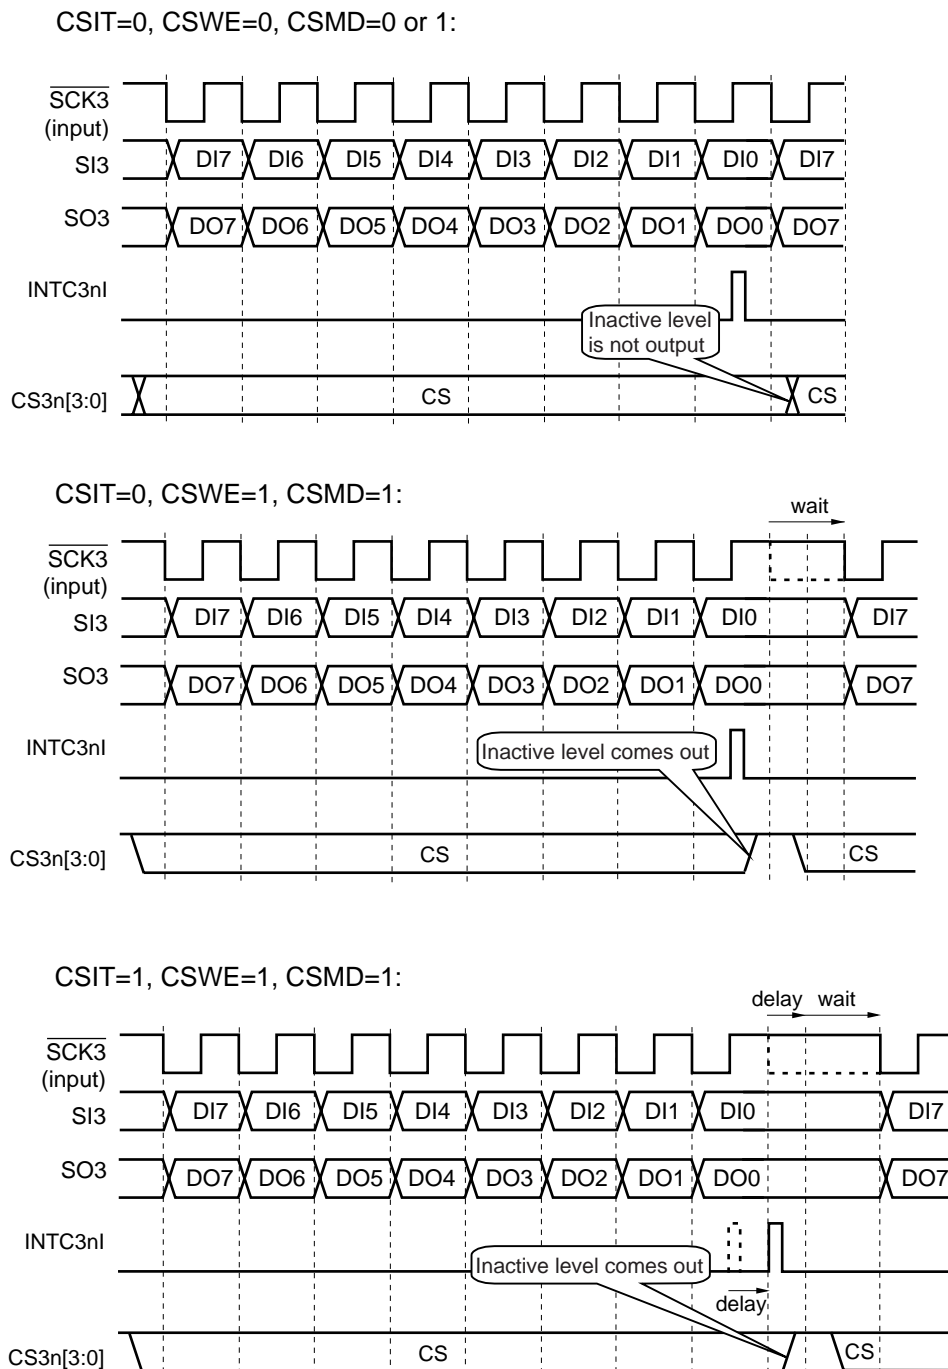 CSIT=0, CSWE=0, CSMD=0 or 1:
SCK3
(input)
SI3 DI7 DI6 DI5 DI4 DI3 DI2 DI1 DI0 DI7
SO3 DO7 DO6 DO5 DO4 DO3 DO2 DO1 DO0 DO7
INTC3nI
Inactive level
is not output
CS3n[3:0] CS CS
CSIT=0, CSWE=1, CSMD=1:
wait
SCK3
(input)
SI3 DI7 DI6 DI5 DI4 DI3 DI2 DI1 DI0 DI7
SO3 DO7 DO6 DO5 DO4 DO3 DO2 DO1 DO0 DO7
INTC3nI
Inactive level comes out
CS3n[3:0] CS CS
CSIT=1, CSWE=1, CSMD=1:
delay wait
SCK3
(input)
SI3 DI7 DI6 DI5 DI4 DI3 DI2 DI1 DI0 DI7
SO3 DO7 DO6 DO5 DO4 DO3 DO2 DO1 DO0 DO7
INTC3nI
Inactive level comes out
delay
CS3n[3:0] CS CS